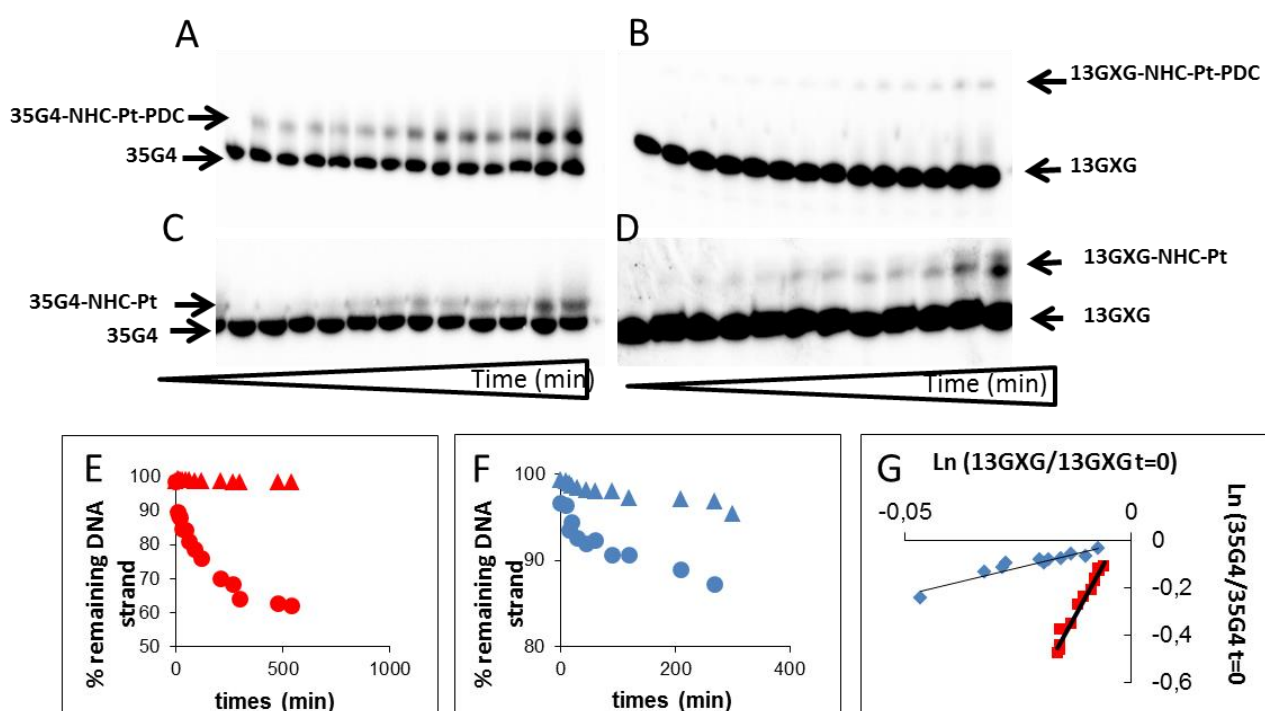 A
35G4-NHC-Pt-PDC
35G4
B
13GXG-NHC-Pt-PDC
13GXG
C
35G4-NHC-Pt
35G4
Time (min)
D
13GXG-NHC-Pt
13GXG
Time (min)
E
% remaining DNA
strand
100
90
80
70
60
50
0
500
1000
times (min)
F
% remaining DNA
strand
100
90
80
0
200
400
times (min)
G
Ln (13GXG/13GXG t=0)
-0,05
0
0
-0,2
-0,4
-0,6
Ln (35G4/35G4 t=0